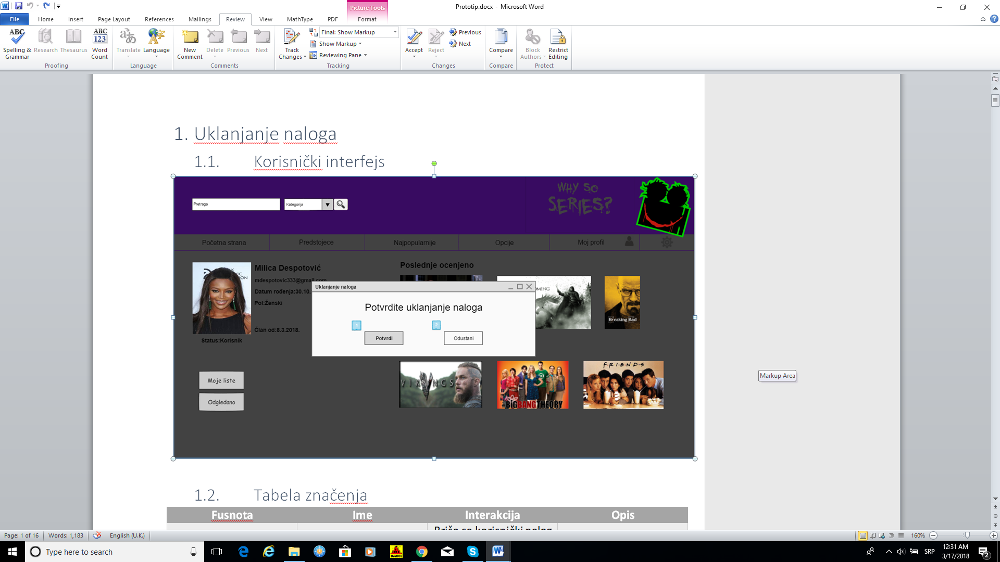 Picture Tools
Prototip.docx - Microsoft Word
File Home Insert Page Layout References Mailings Review View MathType PDF Format
ABC Spelling & Grammar
Research
Thesaurus
ABC 123 Word Count
Translate
Language
New Comment
Delete
Previous
Next
Track Changes
Final: Show Markup
Show Markup
Reviewing Pane
Accept
Reject
Previous
Next
Compare
Block Authors
Restrict Editing
Proofing Language Comments Tracking Changes Compare Protect
1. Uklanjanje naloga
1.1. Korisnički interfejs
WHY SO
SERIES?
Pretraga
Kategorija
Početna strana Predstojece Najpopularnije Opcije Moj profil
Milica Despotović
mdespotovic333@gmail.com
Datum rođenja:30.10.
Pol:Ženski
Član od:8.3.2018.
Status:Korisnik
Poslednje ocenjeno
OMING
Breaking Bad
Uklanjanje naloga
Potvrdite uklanjanje naloga
1
2
Potvrdi
Odustani
Moje liste
Odgledano
VIKINGS
THE BIG BANG THEORY
F·R·I·E·N·D·S
Markup Area
1.2. Tabela značenja
Fusnota Ime Interakcija Opis
Briše se korisnički nalog
Page: 1 of 16 Words: 1,183 English (U.K.) 160%
Type here to search
BABEL
SRP
12:31 AM
3/17/2018
2